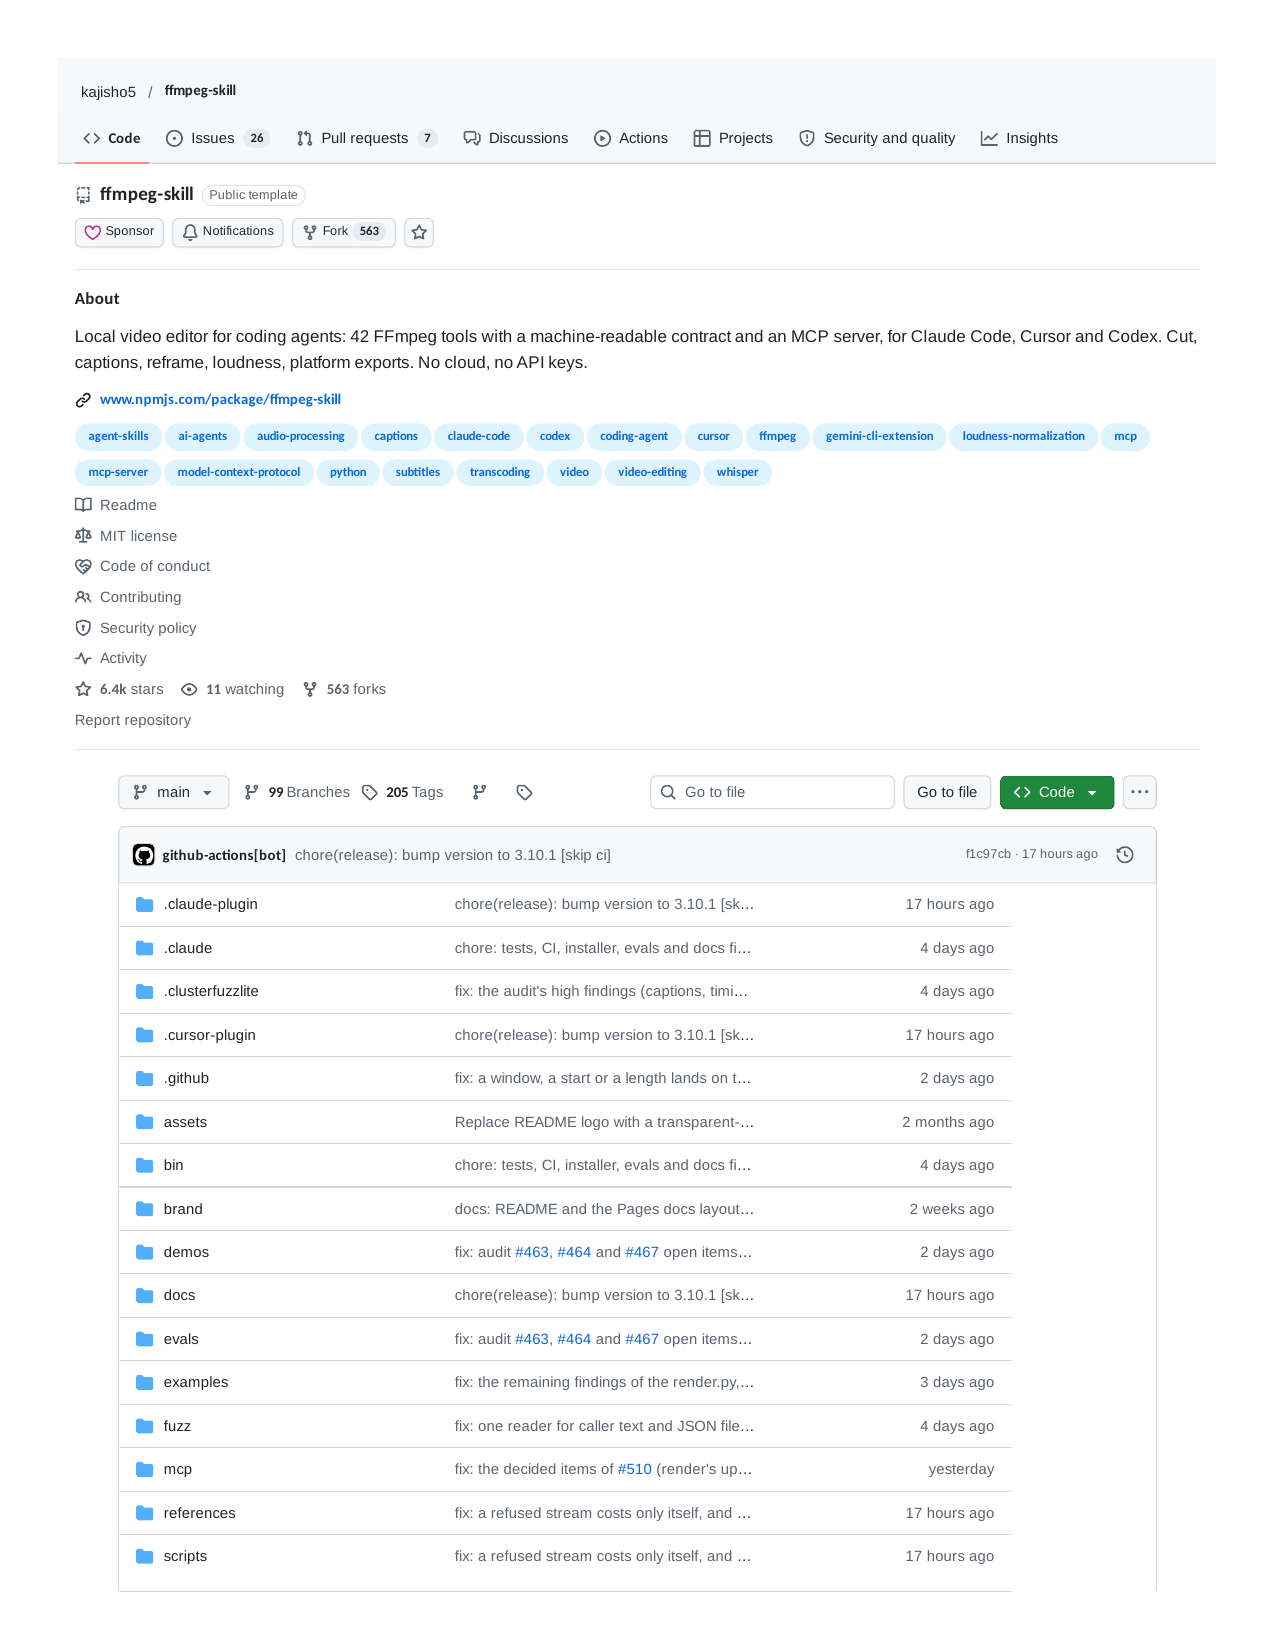 kajisho5 / ffmpeg-skill
Code Issues 26 Pull requests 7 Discussions Actions Projects Security and quality Insights
ffmpeg-skill Public template
Sponsor Notifications Fork 563
About
Local video editor for coding agents: 42 FFmpeg tools with a machine-readable contract and an MCP server, for Claude Code, Cursor and Codex. Cut,
captions, reframe, loudness, platform exports. No cloud, no API keys.
www.npmjs.com/package/ffmpeg-skill
agent-skills ai-agents audio-processing captions claude-code codex coding-agent cursor ffmpeg gemini-cli-extension loudness-normalization mcp
mcp-server model-context-protocol python subtitles transcoding video video-editing whisper
Readme
MIT license
Code of conduct
Contributing
Security policy
Activity
6.4k stars 11 watching 563 forks
Report repository
main 99 Branches 205 Tags Go to file Go to file Code
github-actions[bot] chore(release): bump version to 3.10.1 [skip ci] f1c97cb · 17 hours ago
.claude-plugin chore(release): bump version to 3.10.1 [sk… 17 hours ago
.claude chore: tests, CI, installer, evals and docs fi… 4 days ago
.clusterfuzzlite fix: the audit's high findings (captions, timi… 4 days ago
.cursor-plugin chore(release): bump version to 3.10.1 [sk… 17 hours ago
.github fix: a window, a start or a length lands on t… 2 days ago
assets Replace README logo with a transparent-… 2 months ago
bin chore: tests, CI, installer, evals and docs fi… 4 days ago
brand docs: README and the Pages docs layout… 2 weeks ago
demos fix: audit #463, #464 and #467 open items… 2 days ago
docs chore(release): bump version to 3.10.1 [sk… 17 hours ago
evals fix: audit #463, #464 and #467 open items… 2 days ago
examples fix: the remaining findings of the render.py,… 3 days ago
fuzz fix: one reader for caller text and JSON file… 4 days ago
mcp fix: the decided items of #510 (render's up… yesterday
references fix: a refused stream costs only itself, and … 17 hours ago
scripts fix: a refused stream costs only itself, and … 17 hours ago